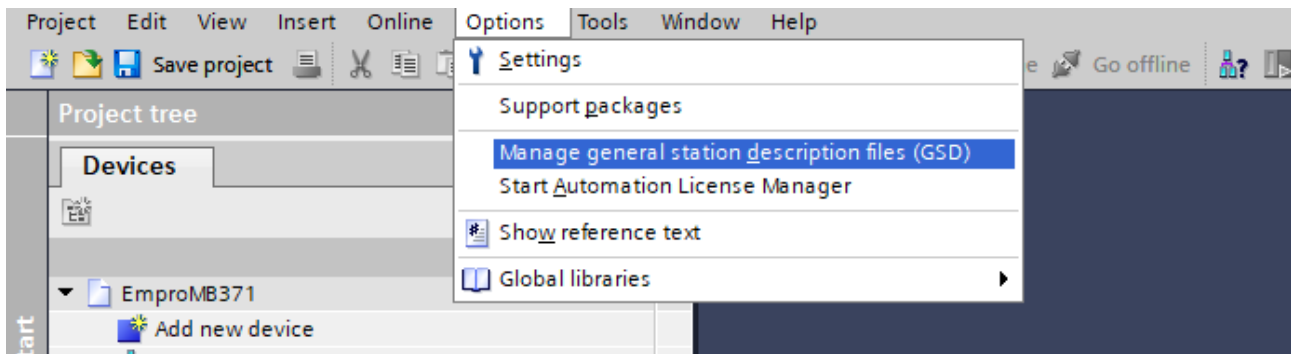 Project Edit View Insert Online Options Tools Window Help
Save project
Settings
e Go offline
Support packages
Project tree
Manage general station description files (GSD)
Devices
Start Automation License Manager
Show reference text
Global libraries
EmproMB371
Add new device
tart